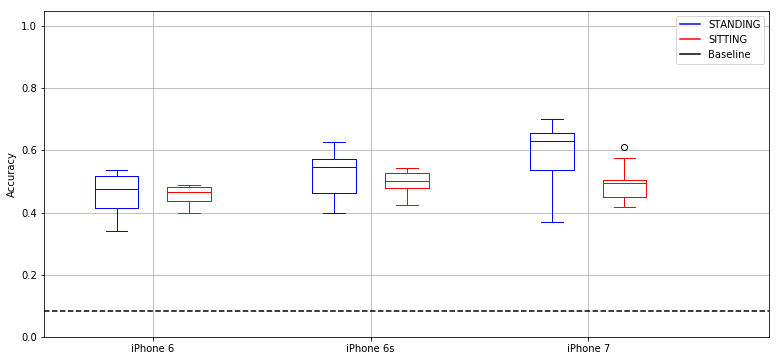 1.0
STANDING
SITTING
Baseline
0.8
0.6
Accuracy
0.4
0.2
0.0
iPhone 6 iPhone 6s iPhone 7